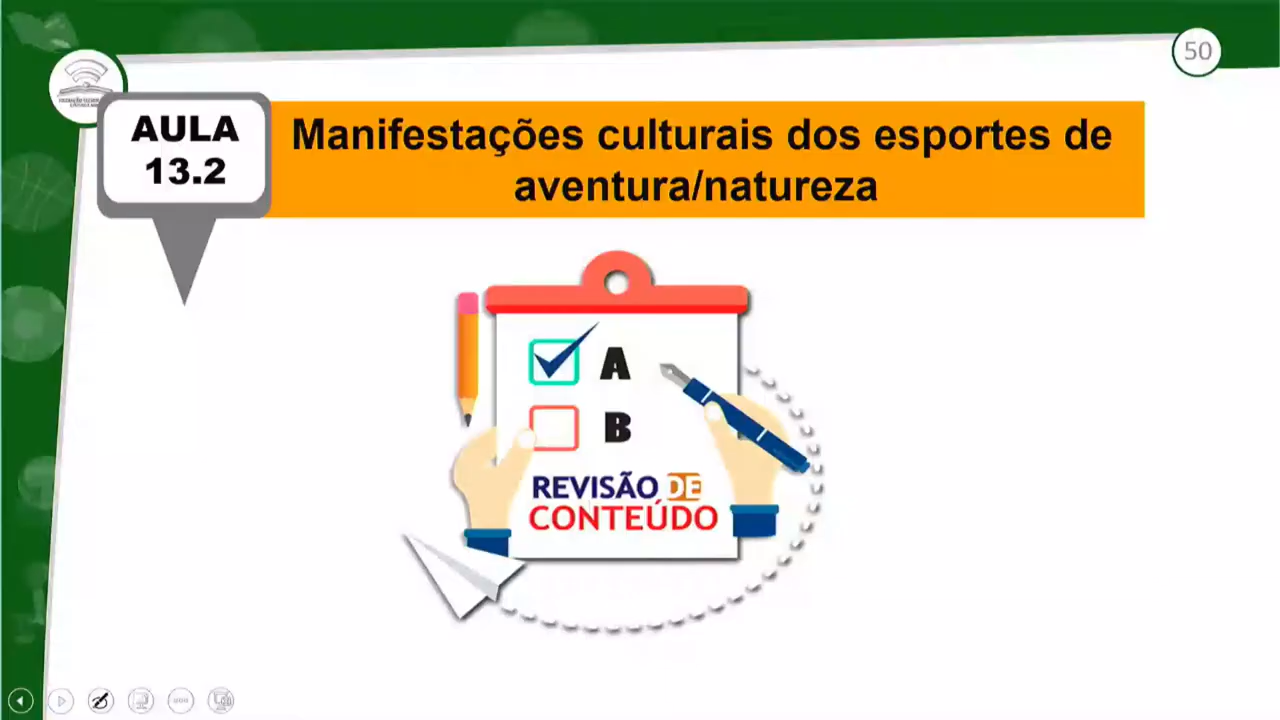 50
AULA
13.2
Manifestações culturais dos esportes de
aventura/natureza
A
B
REVISÃO DE
CONTEÚDO